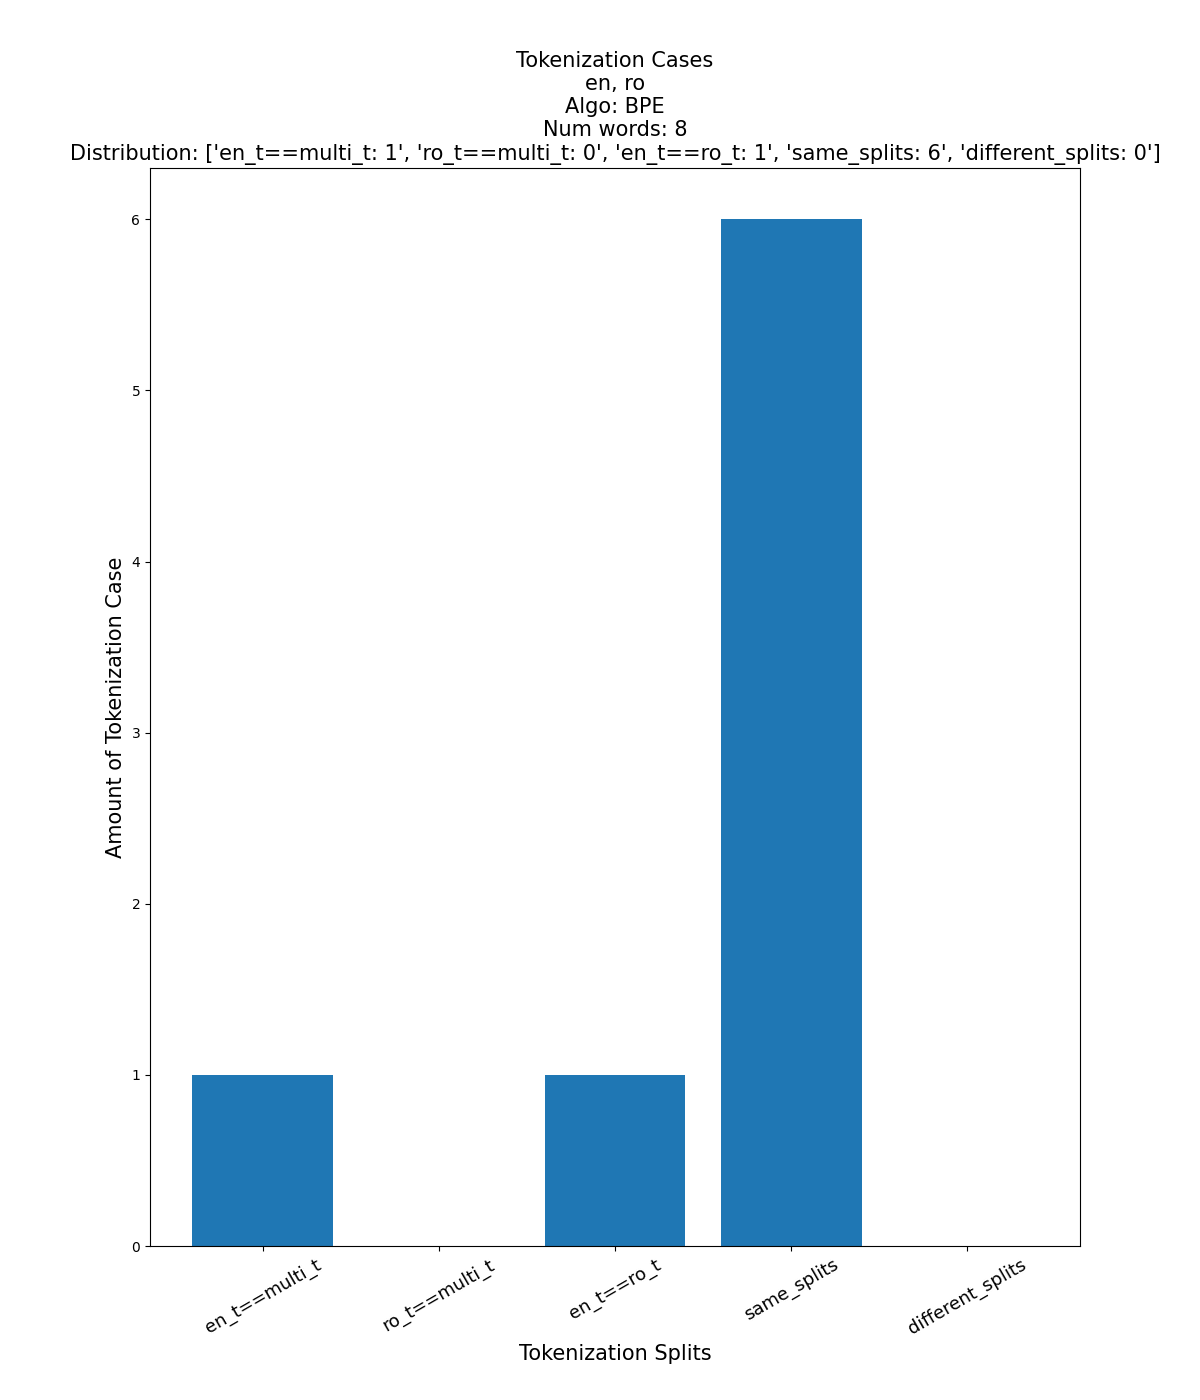 Tokenization Cases
en, ro
Algo: BPE
Num words: 8
Distribution: ['en_t==multi_t: 1', 'ro_t==multi_t: 0', 'en_t==ro_t: 1', 'same_splits: 6', 'different_splits: 0']
6
5
4
3
2
1
0
Amount of Tokenization Case
en_t==multi_t
ro_t==multi_t
en_t==ro_t
same_splits
different_splits
Tokenization Splits